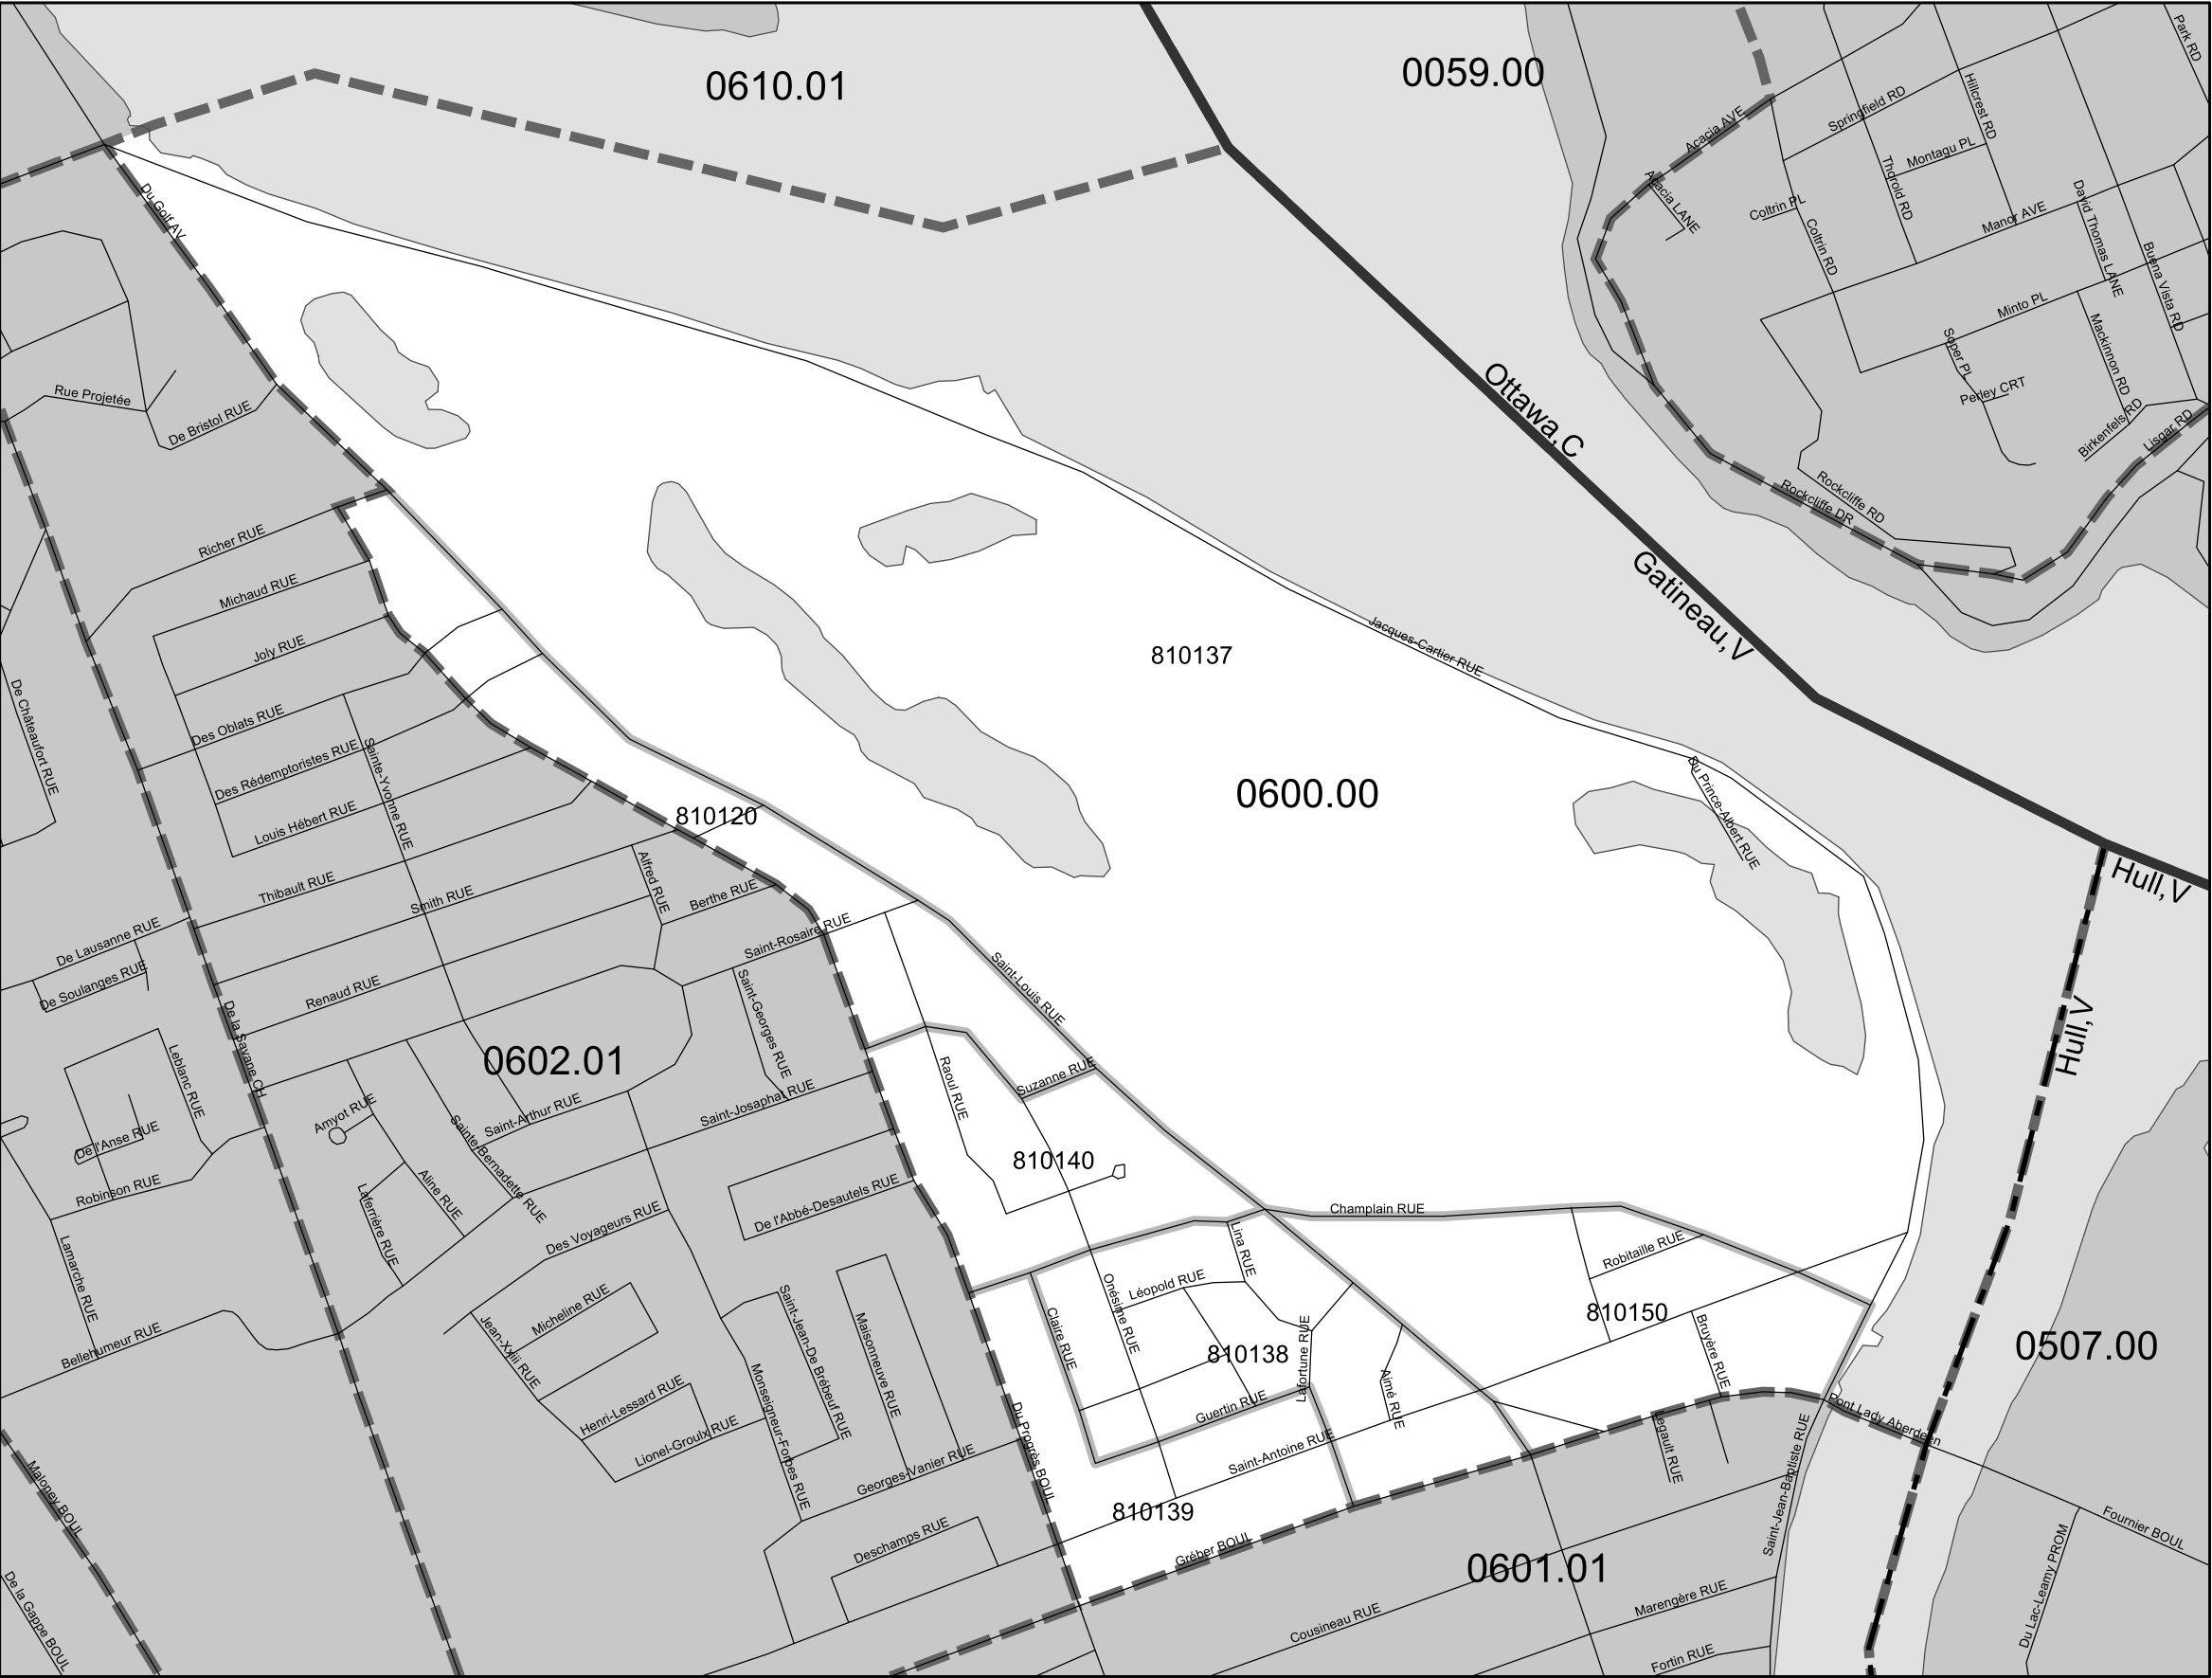 0610.01
0059.00
Park RD
Acacia AVE
Springfield RD
Hillcrest RD
Montagu PL
Thorold RD
Acacia LANE
Coltrin PL
Coltrin RD
Manor AVE
David Thomas LANE
Buena Vista RD
Minto PL
Mackinnon RD
Soper PL
Perley CRT
Birkenfels RD
Lisgar RD
Rockcliffe RD
Rockcliffe DR
Du Golf AV
Rue Projetée
De Bristol RUE
Ottawa, C
Gatineau, V
Richer RUE
Michaud RUE
Joly RUE
Des Oblats RUE
Des Rédemptoristes RUE
Sainte-Yvonne RUE
Louis Hébert RUE
De Châteaufort RUE
810137
Jacques-Cartier RUE
0600.00
Du Prince-Albert RUE
810120
Hull, V
Hull, V
Thibault RUE
Smith RUE
Alfred RUE
Berthe RUE
Saint-Rosaire RUE
De Lausanne RUE
De Soulanges RUE
Renaud RUE
Saint-Georges RUE
Saint-Louis RUE
De la Savane CH
Leblanc RUE
0602.01
Raoul RUE
Suzanne RUE
De l'Anse RUE
Amyot RUE
Saint-Arthur RUE
Saint-Josaphat RUE
Sainte-Bernadette RUE
810140
Robinson RUE
Aline RUE
Laferrière RUE
De l'Abbé-Desautels RUE
Des Voyageurs RUE
Lamarche RUE
Champlain RUE
Lina RUE
Robitaille RUE
Bellehumeur RUE
Micheline RUE
Jean-Xxiii RUE
Saint-Jean-De Brébeuf RUE
Maisonneuve RUE
Claire RUE
Onésime RUE
Léopold RUE
810138
Lafortune RUE
Aimé RUE
810150
Bruyère RUE
0507.00
Henri-Lessard RUE
Lionel-Groulx RUE
Monseigneur-Forbes RUE
Guertin RUE
Pont Lady Aberdeen
Legault RUE
Saint-Jean-Baptiste RUE
Georges-Vanier RUE
Du Progrès BOUL
Saint-Antoine RUE
Maloney BOUL
810139
Gréber BOUL
Deschamps RUE
0601.01
Fournier BOUL
De la Gappe BOUL
Du Lac-Leamy PROM
Marengère RUE
Cousineau RUE
Fortin RUE